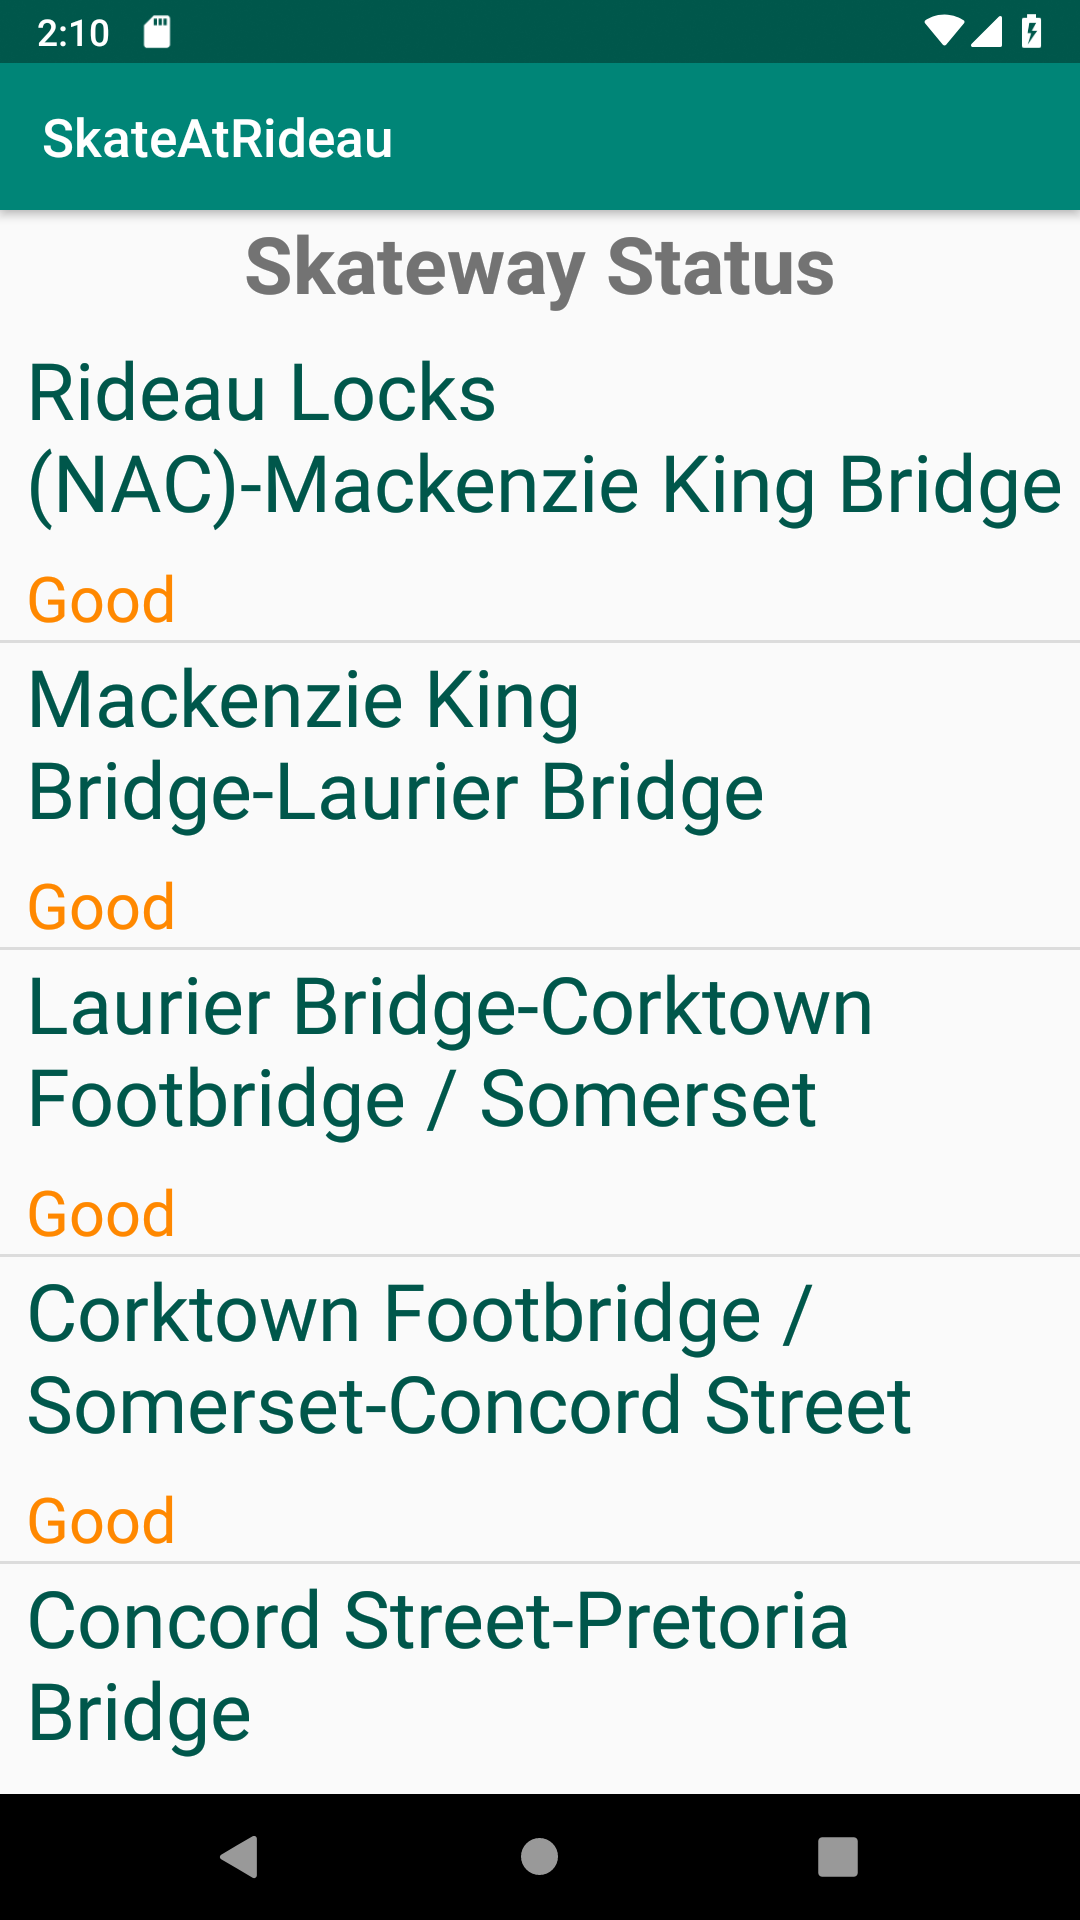 2:10
SkateAtRideau
Skateway Status
Rideau Locks
(NAC)-Mackenzie King Bridge
Good
Mackenzie King
Bridge-Laurier Bridge
Good
Laurier Bridge-Corktown
Footbridge / Somerset
Good
Corktown Footbridge /
Somerset-Concord Street
Good
Concord Street-Pretoria
Bridge